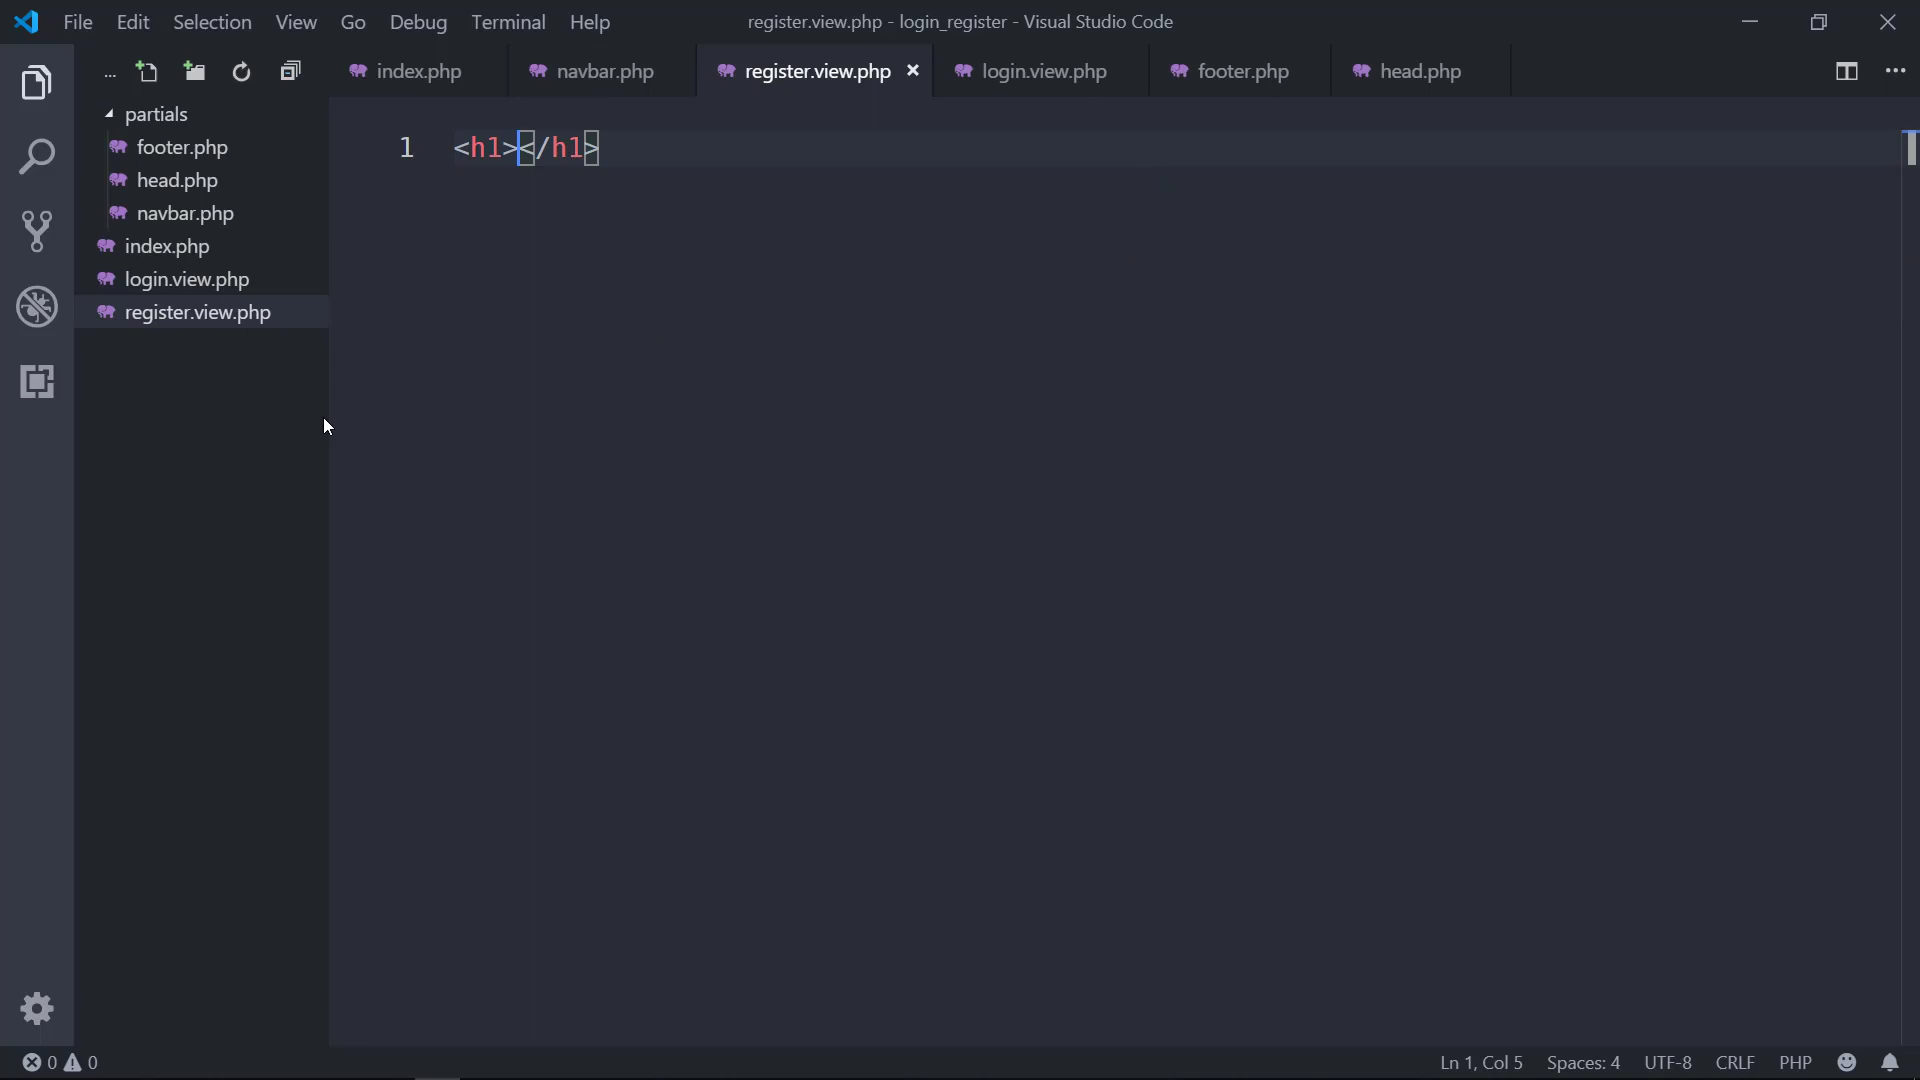 File Edit Selection View Go Debug Terminal Help
register.view.php - login_register - Visual Studio Code
...
index.php
navbar.php
register.view.php
login.view.php
footer.php
head.php
partials
footer.php
head.php
navbar.php
index.php
login.view.php
register.view.php
1 <h1></h1>
0 0
Ln 1, Col 5 Spaces: 4 UTF-8 CRLF PHP